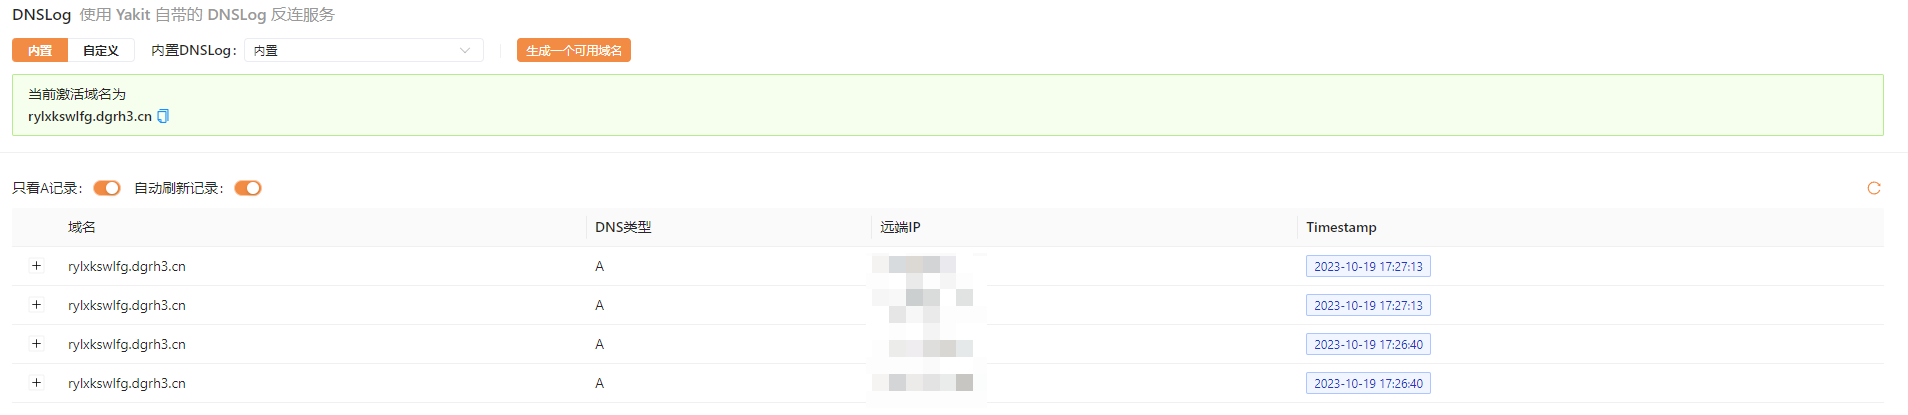 DNSLog 使用 Yakit 自带的 DNSLog 反连服务
内置 自定义 内置DNSLog: 内置 生成一个可用域名
当前激活域名为
rylxkswlfg.dgrh3.cn
只看A记录: 自动刷新记录:
域名 DNS类型 远端IP Timestamp
+ rylxkswlfg.dgrh3.cn A 2023-10-19 17:27:13
+ rylxkswlfg.dgrh3.cn A 2023-10-19 17:27:13
+ rylxkswlfg.dgrh3.cn A 2023-10-19 17:26:40
+ rylxkswlfg.dgrh3.cn A 2023-10-19 17:26:40